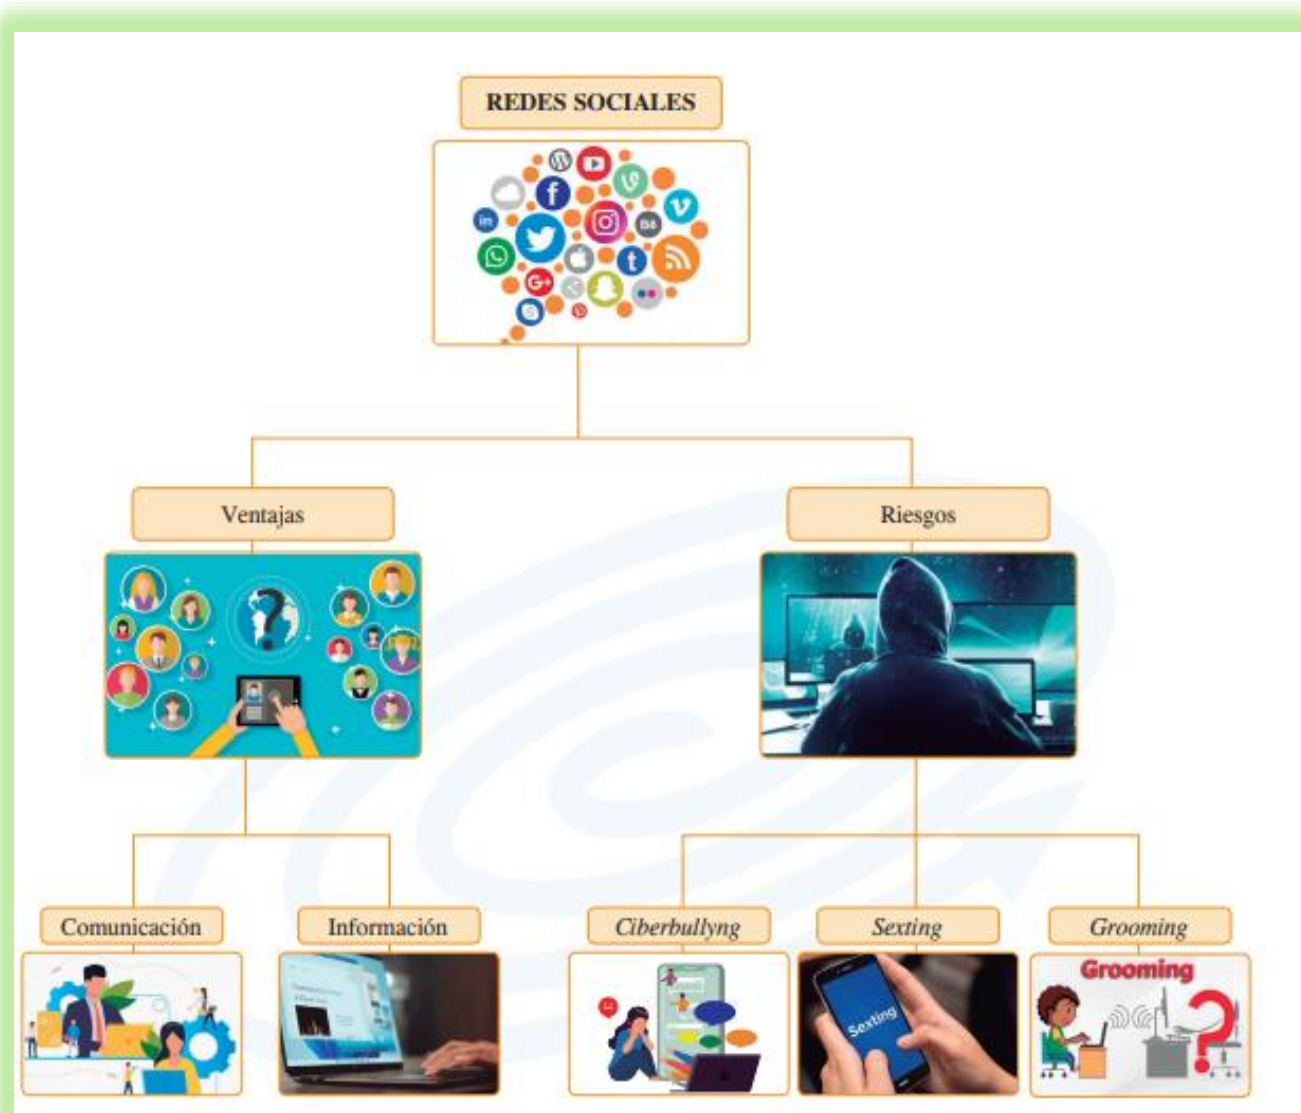 REDES SOCIALES
Ventajas
Riesgos
Comunicación
Información
Ciberbullyng
Sexting
Grooming
Sexting
Grooming